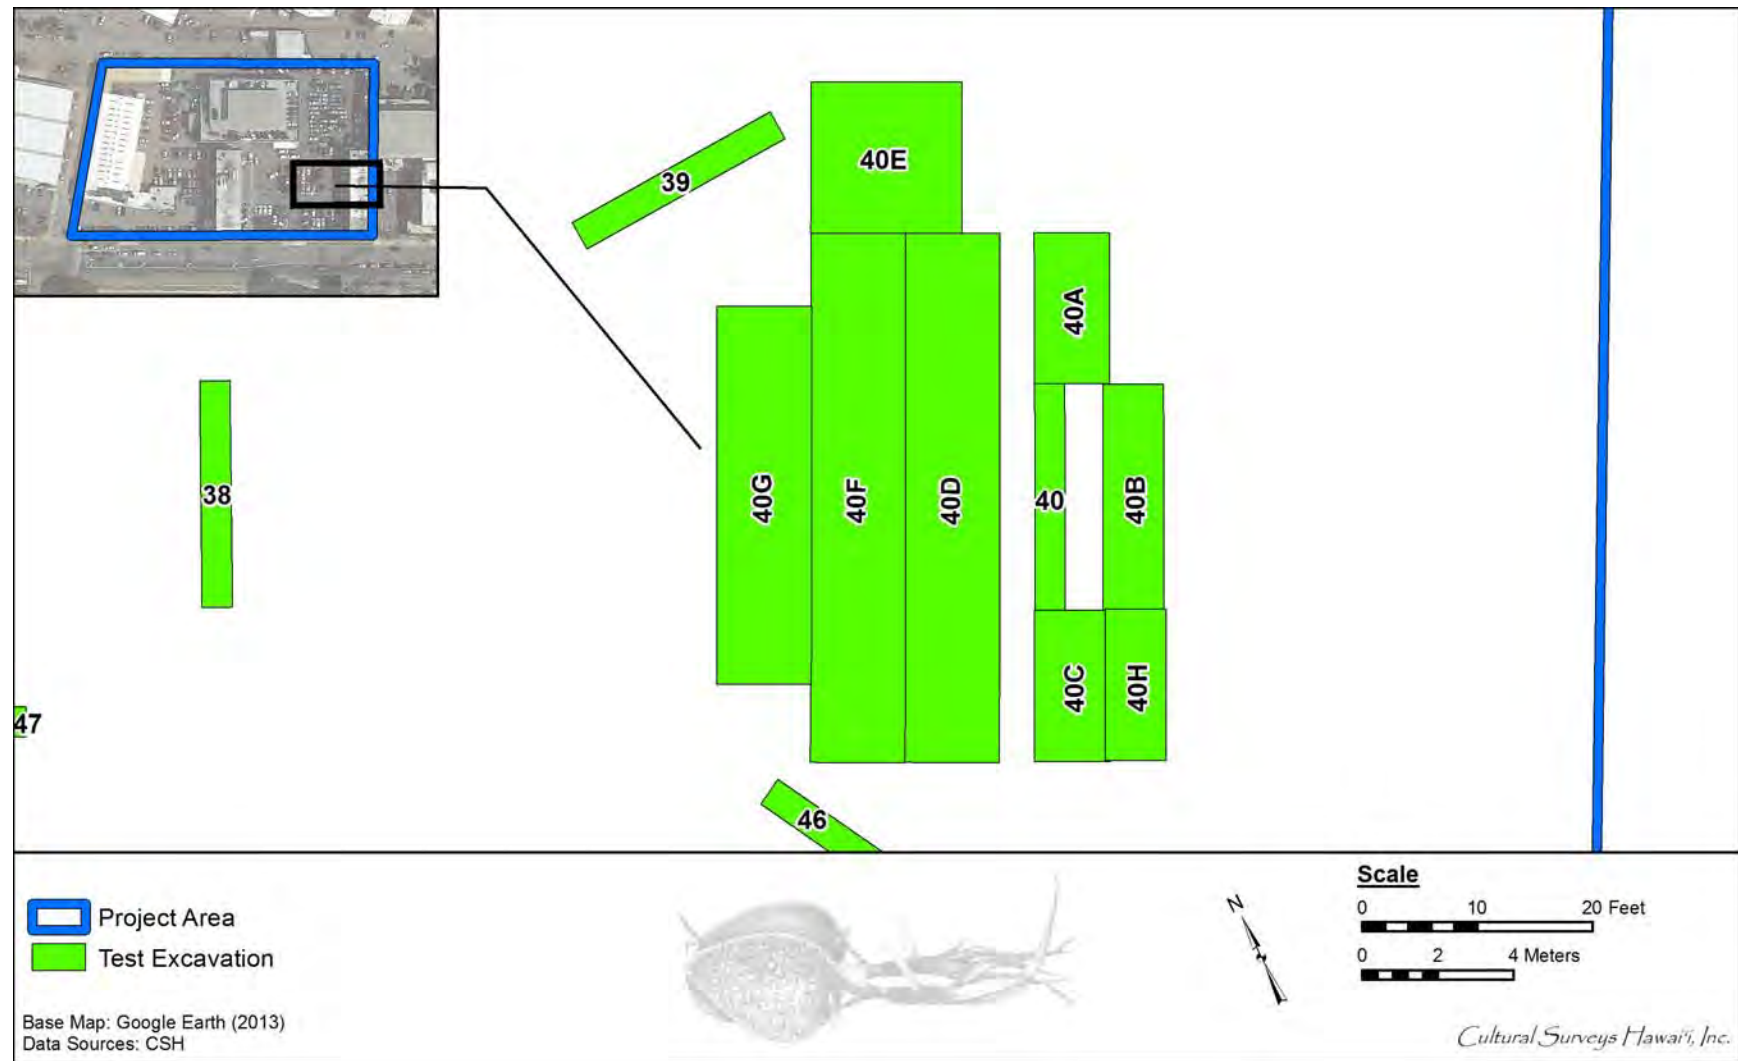 40E
39
40A
38
40G
40F
40D
40
40B
40C
40H
47
46
Project Area
Test Excavation
Base Map: Google Earth (2013)
Data Sources: CSH
N
Scale
0 10 20 Feet
0 2 4 Meters
Cultural Surveys Hawai‘i, Inc.